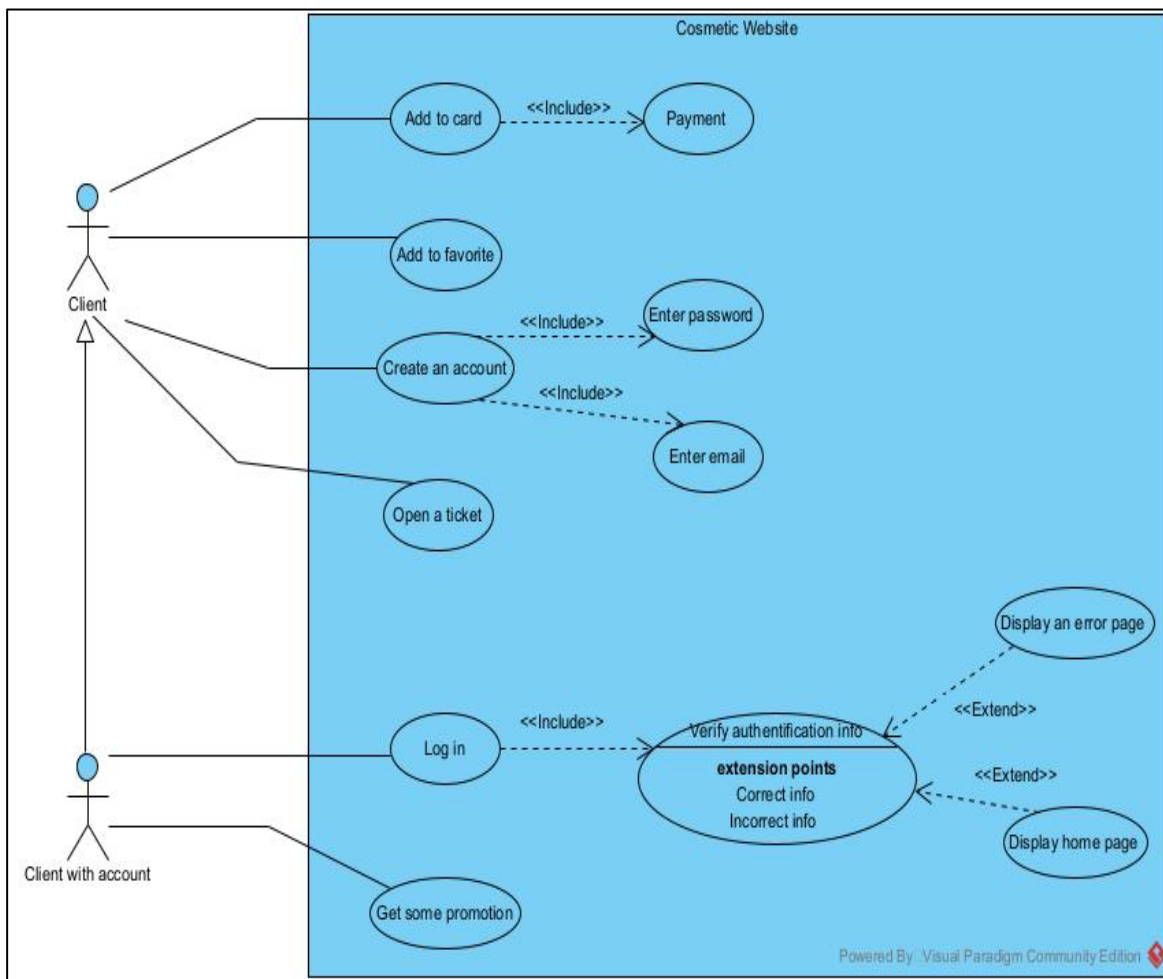 Cosmetic Website
Add to card
<<Include>>
Payment
Add to favorite
Client
<<Include>>
Enter password
Create an account
<<Include>>
Enter email
Open a ticket
Display an error page
<<Extend>>
Log in
<<Include>>
Verify authentification info
extension points
Correct info
Incorrect info
<<Extend>>
Display home page
Client with account
Get some promotion
Powered By Visual Paradigm Community Edition